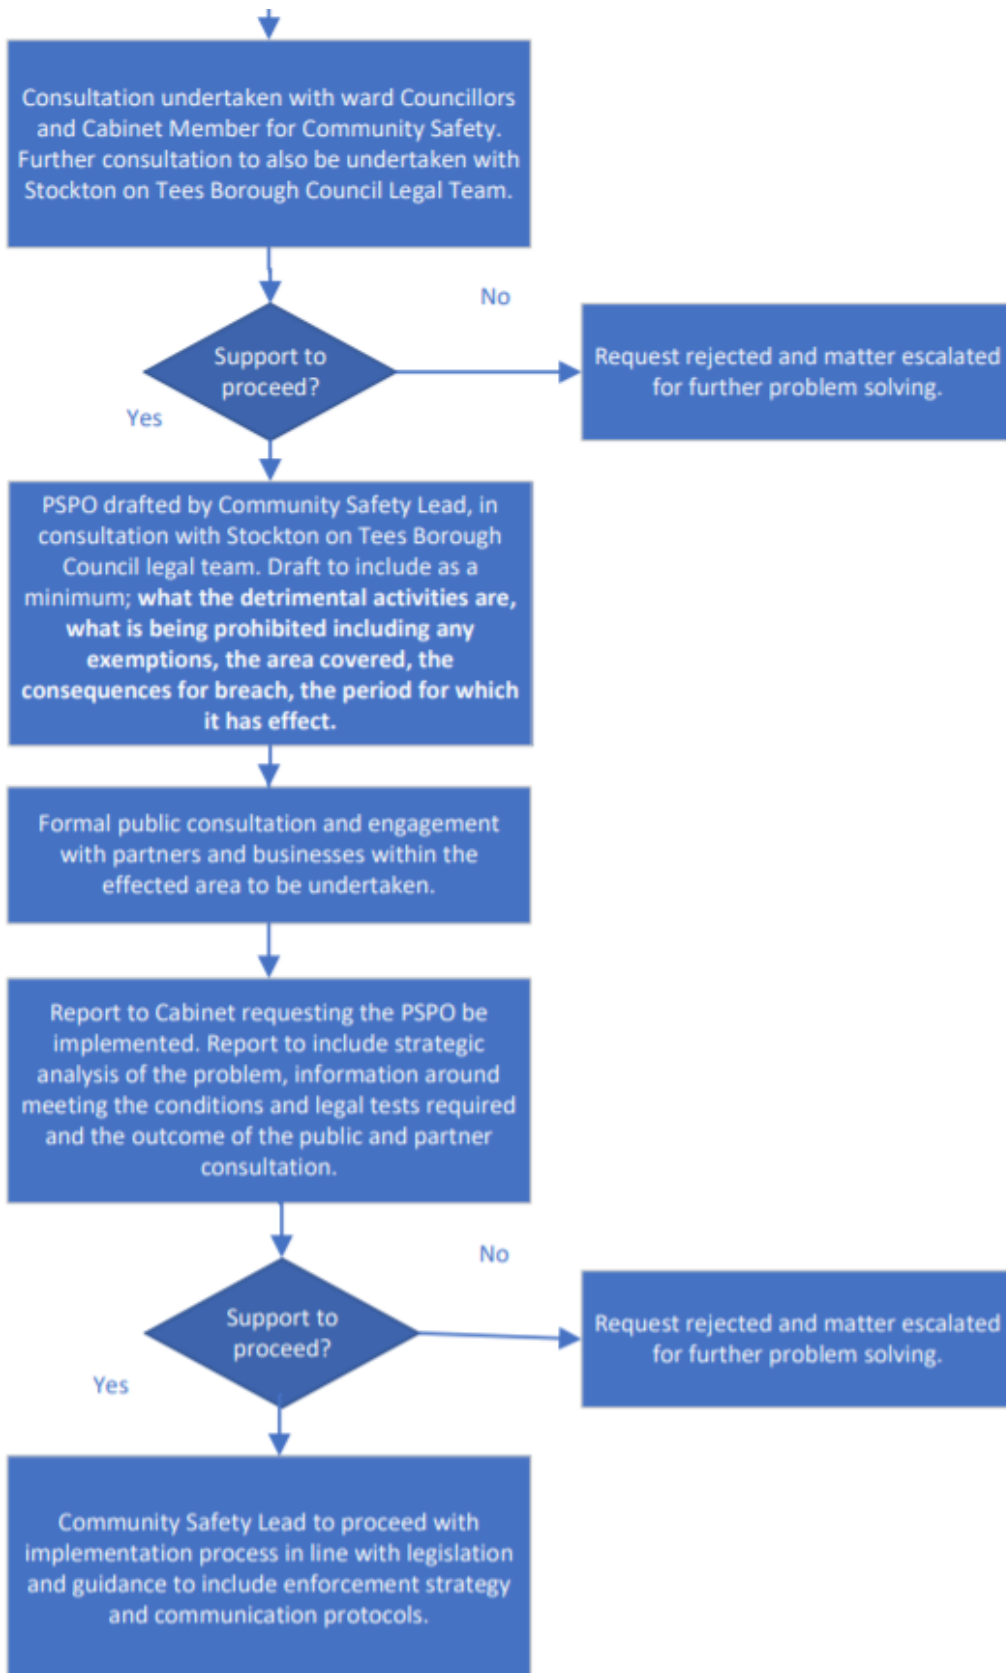 Consultation undertaken with ward Councillors
and Cabinet Member for Community Safety.
Further consultation to also be undertaken with
Stockton on Tees Borough Council Legal Team.
No
Support to
proceed?
Request rejected and matter escalated
for further problem solving.
Yes
PSPO drafted by Community Safety Lead, in
consultation with Stockton on Tees Borough
Council legal team. Draft to include as a
minimum; what the detrimental activities are,
what is being prohibited including any
exemptions, the area covered, the
consequences for breach, the period for which
it has effect.
Formal public consultation and engagement
with partners and businesses within the
effected area to be undertaken.
Report to Cabinet requesting the PSPO be
implemented. Report to include strategic
analysis of the problem, information around
meeting the conditions and legal tests required
and the outcome of the public and partner
consultation.
No
Support to
proceed?
Request rejected and matter escalated
for further problem solving.
Yes
Community Safety Lead to proceed with
implementation process in line with legislation
and guidance to include enforcement strategy
and communication protocols.